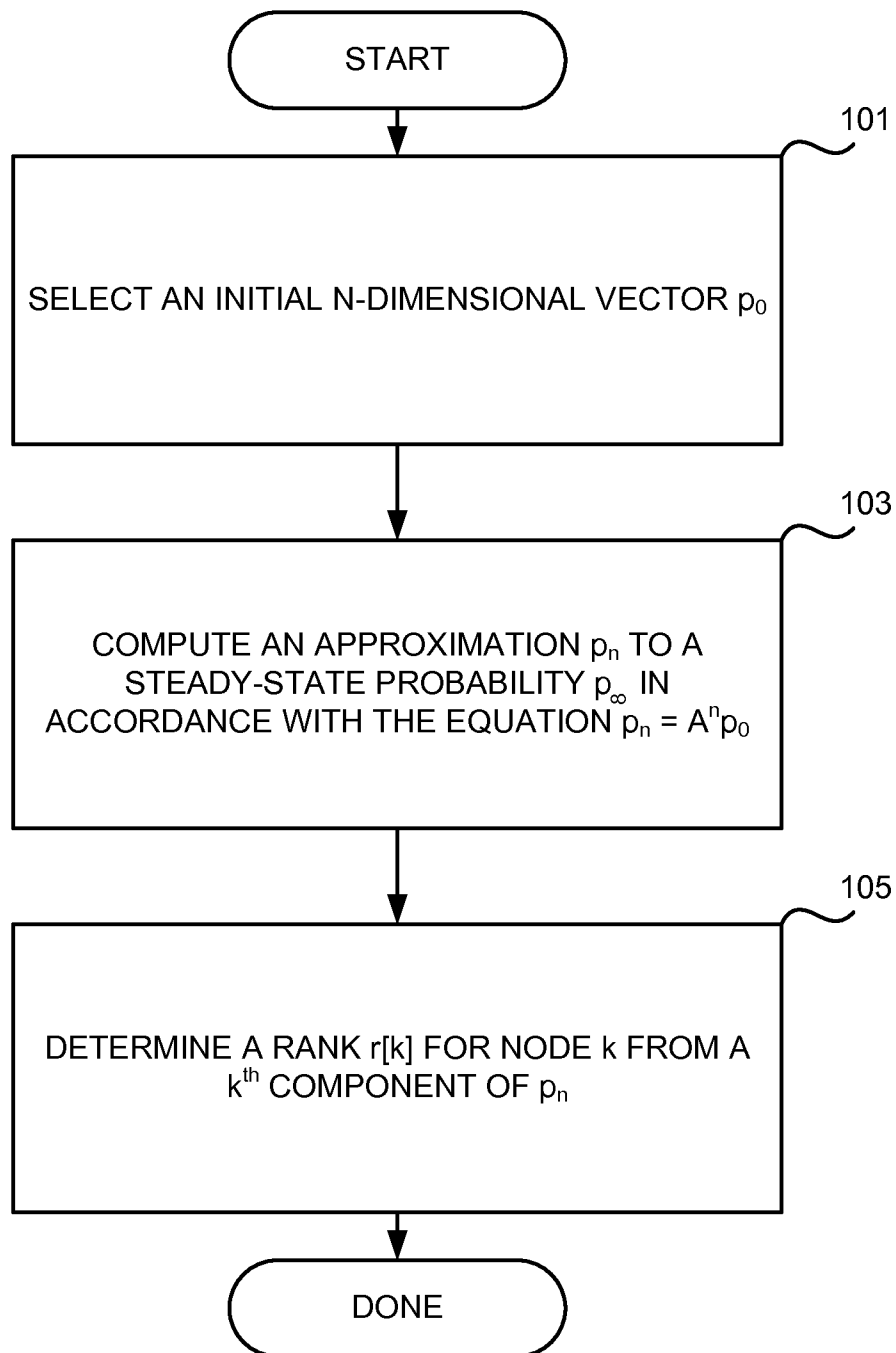 START
101
SELECT AN INITIAL N-DIMENSIONAL VECTOR p₀
103
COMPUTE AN APPROXIMATION pₙ TO A
STEADY-STATE PROBABILITY p∞ IN
ACCORDANCE WITH THE EQUATION pₙ = Aⁿp₀
105
DETERMINE A RANK r[k] FOR NODE k FROM A
kᵗʰ COMPONENT OF pₙ
DONE